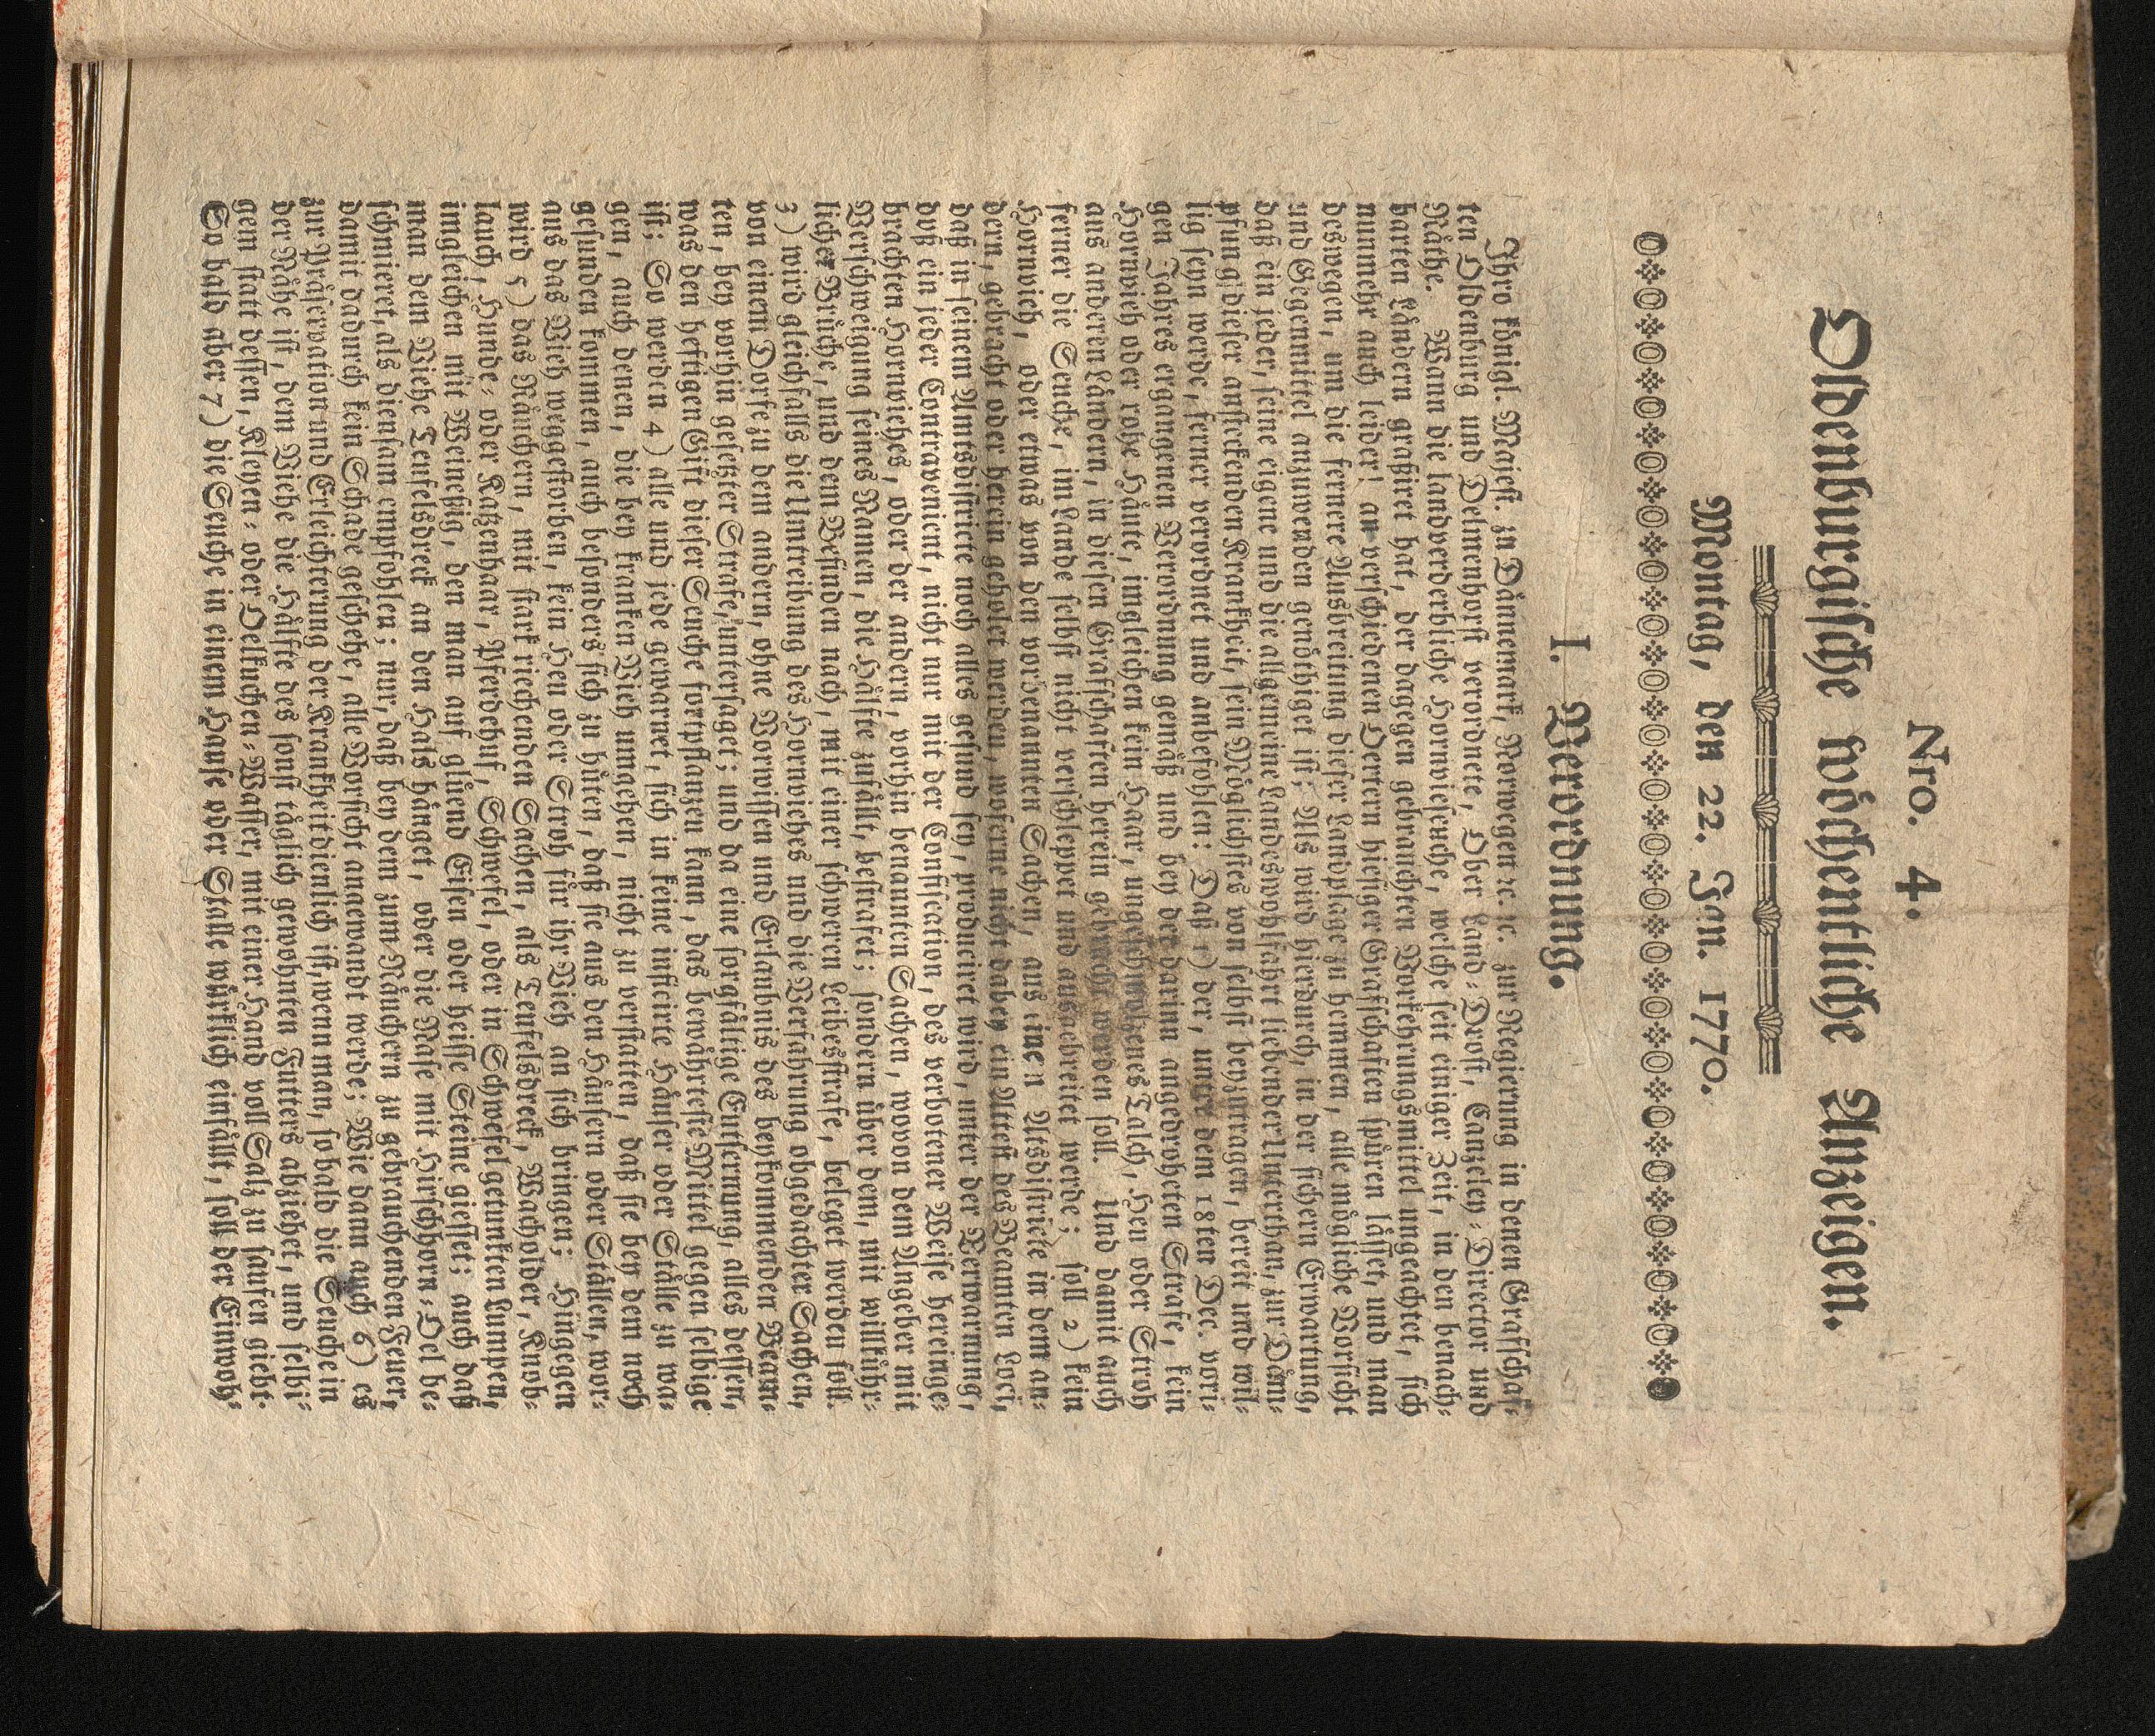 Nro. 4.
Oldenburgische wöchentliche Anzeigen.
Montag, den 22. Jan. 1770.
I. Verordnung.
Ihro königl. Majest. zu Dännemark, Norwegen ꝛc. ꝛc. zur Regierung in denen Grafschaf-
ten Oldenburg und Delmenhorst verordnete, Ober Land-Drost, Canzeley-Director und
Räthe. Wann die landverderbliche Hornviehseuche, welche seit einiger Zeit, in den benach-
barten Ländern graßiret hat, der dagegen gebrauchten Vorkehrungsmittel ungeachtet, sich
nunmehr auch leider! an verschiedenen Oertern hiesiger Grafschaften spüren lässet, und man
deswegen, um die fernere Ausbreitung dieser Landplage zu hemmen, alle mögliche Vorsicht
und Gegenmittel anzuwenden genöthiget ist; Als wird hierdurch, in der sichern Erwartung,
daß ein jeder, seine eigene und die allgemeine Landeswohlfahrt liebender Unterthan, zur Däm-
pfung dieser ansteckenden Krankheit, sein Möglichstes von selbst beyzutragen, bereit und wil-
lig seyn werde, ferner verordnet und anbefohlen: Daß 1) der, unter dem 18ten Dec. vori-
gen Jahres ergangenen Verordnung gemäß und bey der darinn angedroheten Strafe, kein
Hornvieh oder rohe Häute, imgleichen kein Haar, ungeschmolzenes Talch, Heu oder Stroh
aus anderen Ländern, in diesen Grafschaften herein gebracht werden soll. Und damit auch
ferner die Seuche, im Lande selbst nicht verschleppet und ausgebreitet werde; soll 2) kein
Hornvieh, oder etwas von den vorbenanten Sachen, aus einen Amtsdistricte in dem an-
dern, gebracht oder herein geholet werden, woferne nicht dabey ein Attest des Beamten Loci,
daß in seinem Amtsdistricte noch alles gesund sey, produciret wird, unter der Verwarnung,
daß ein jeder Contravenient, nicht nur mit der Confiscation, des verbotener Weise hereinge-
brachten Hornviehes, oder der andern, vorhin benannten Sachen, wovon dem Angeber mit
Verschweigung seines Namen, die Hälfte zufällt, bestrafet; sondern über dem, mit willkühr-
licher Brüche, und dem Befinden nach, mit einer schweren Leibesstrafe, beleget werden soll.
3) wird gleichfalls die Umtreibung des Hornviehes und die Verfahrung obgedachter Sachen,
von einem Dorfe zu dem andern, ohne Vorwissen und Erlaubnis des beykommenden Beam-
ten, bey vorhin gesetzter Strafe, untersaget; und da eine sorgfältige Entfernung, alles dessen,
was den heftigen Gift dieser Seuche fortpflanzen kann, das bewährteste Mittel gegen selbige
ist: So werden 4) alle und jede gewarnet, sich in keine inficirte Häuser oder Ställe zu wa-
gen, auch denen, die bey kranken Vieh umgehen, nicht zu verstatten, daß sie bey dem noch
gesunden kommen, auch besonders sich zu hüten, daß sie aus den Häusern oder Ställen, wor-
aus das Vieh weggestorben, kein Heu oder Stroh für ihr Vieh an sich bringen; Hingegen
wird 5) das Räuchern, mit stark riechenden Sachen, als Teufelsdreck, Wacholder, Knob-
lauch, Hunde- oder Katzenhaar, Pferdehuf, Schwefel, oder in Schwefel getunkten Lumpen,
imgleichen mit Weineßig, den man auf glüend Eisen oder heisse Steine giesset; auch daß
man dem Viehe Teufelsdreck an den Hals hänget, oder die Nase mit Hirschhorn-Oel be-
schmieret, als diensam empfohlen; nur, daß bey dem zum Räuchern zu gebrauchenden Feuer,
damit dadurch kein Schade geschehe, alle Vorsicht angewandt werde; Wie dann auch 6) es
zur Präservation und Erleichterung der Krankheit dienlich ist, wenn man, sobald die Seuche in
der Nähe ist, dem Viehe die Hälfte des sonst täglich gewohnten Futters abziehet, und selbi-
gem statt dessen, Kleyen- oder Oelkuchen-Wasser, mit einer Hand voll Salz zu saufen giebt.
So bald aber 7) die Seuche in einem Hause oder Stalle würklich einfällt, soll der Einwoh-